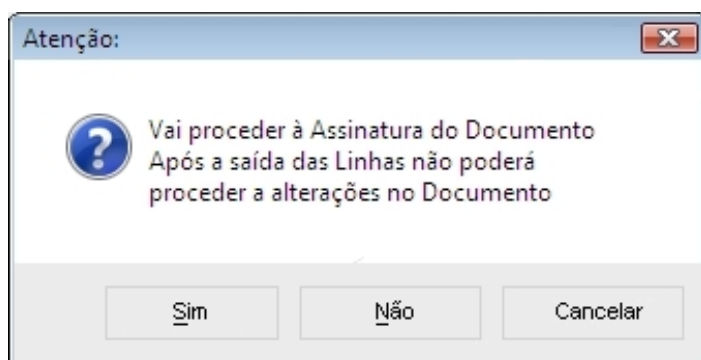 Atenção:
Vai proceder à Assinatura do Documento
Após a saída das Linhas não poderá
proceder a alterações no Documento
Sim
Não
Cancelar